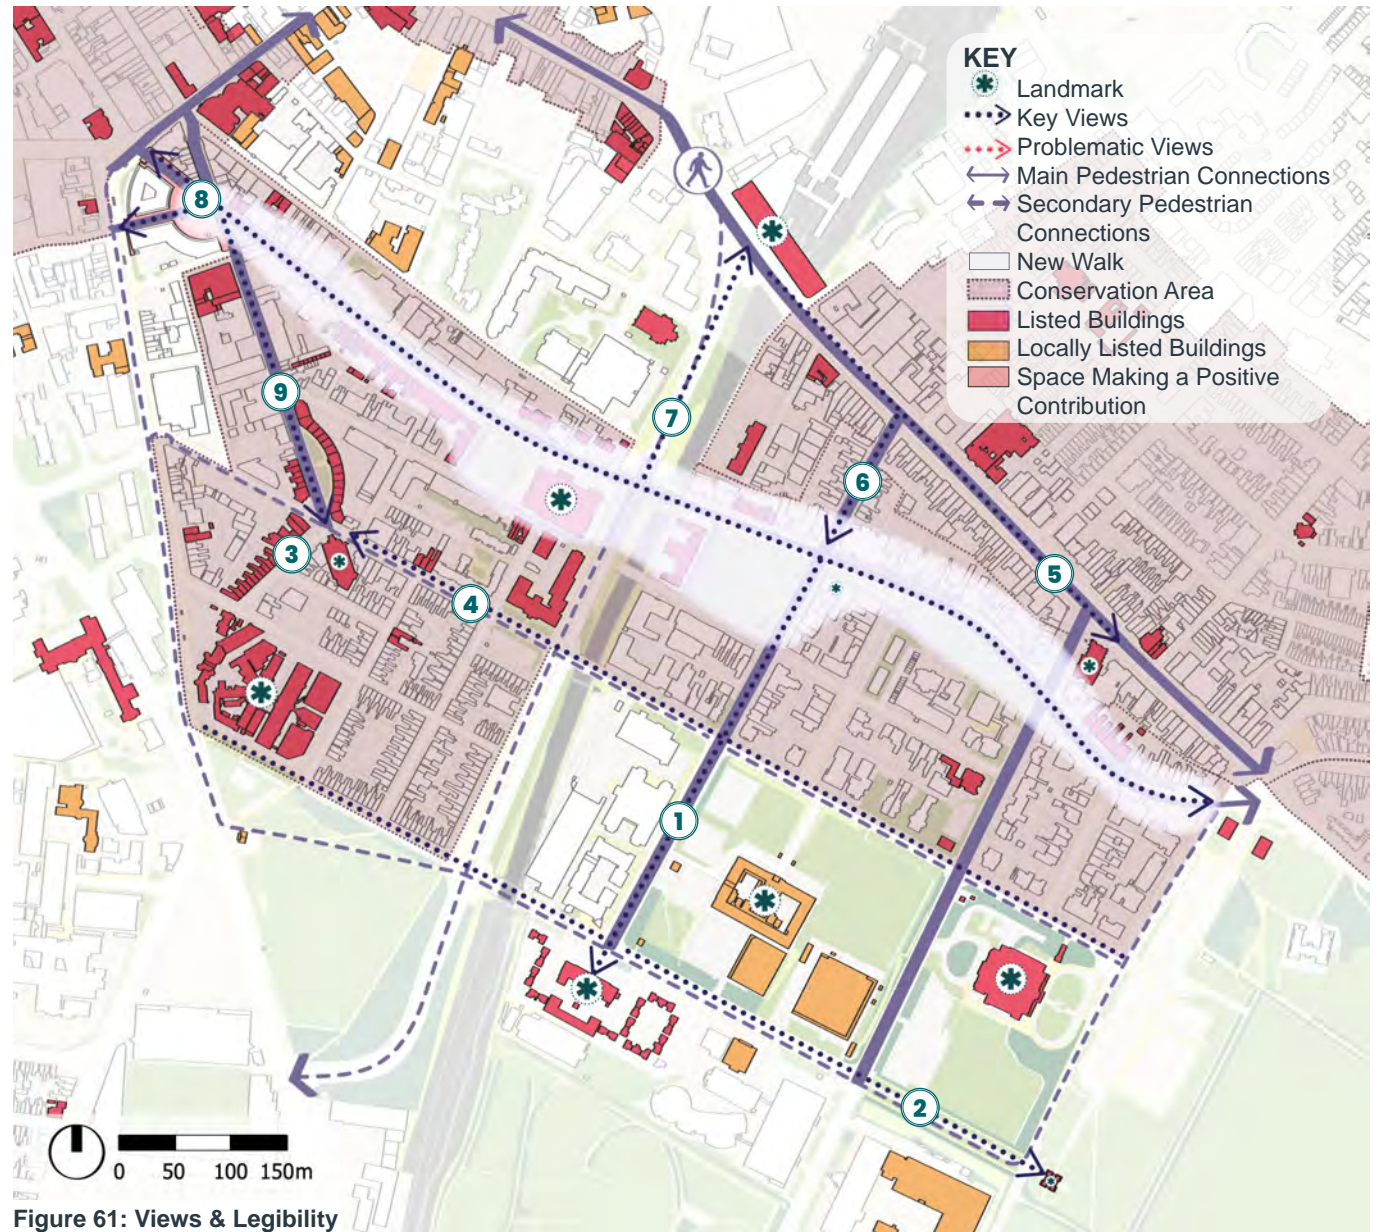 KEY
Landmark
Key Views
Problematic Views
Main Pedestrian Connections
Secondary Pedestrian
Connections
New Walk
Conservation Area
Listed Buildings
Locally Listed Buildings
Space Making a Positive
Contribution
8
7
9
6
3
4
5
1
2
0 50 100 150m
Figure 61: Views & Legibility